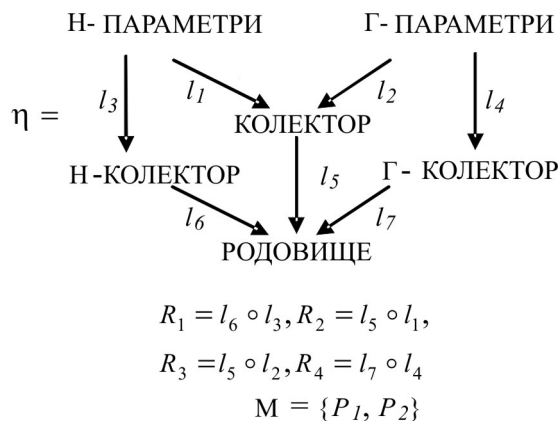 Н- ПАРАМЕТРИ Г- ПАРАМЕТРИ
l₃ l₁ l₂ l₄
η =
КОЛЕКТОР
Н-КОЛЕКТОР l₅ Г- КОЛЕКТОР
l₆ l₇
РОДОВИЩЕ
R₁ = l₆ ∘ l₃, R₂ = l₅ ∘ l₁,
R₃ = l₅ ∘ l₂, R₄ = l₇ ∘ l₄
M = {P₁, P₂}